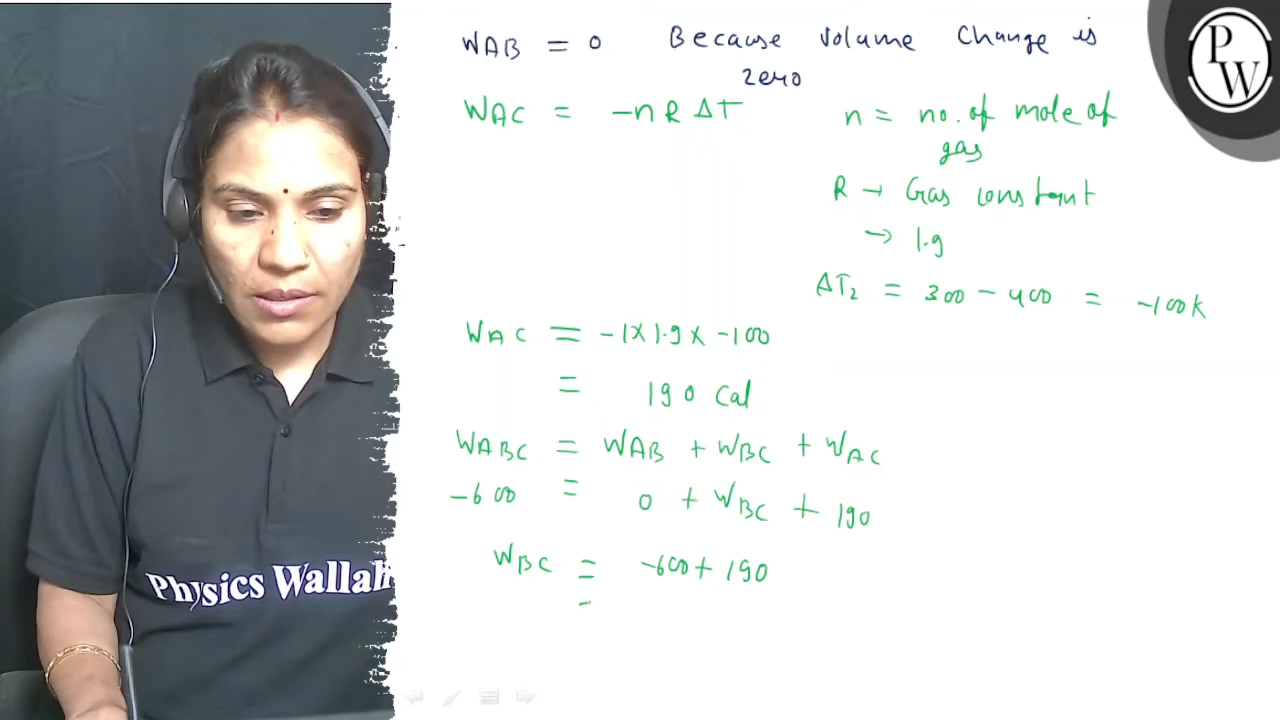 WAB = 0 Because volume change is
zero
WAC = -nRΔT n = no. of mole of
gas
R → Gas constant
→ 1.9
ΔT2 = 300 - 400 = -100K
WAC = -1 x 1.9 x -100
= 190 Cal
WABC = WAB + WBC + WAC
-600 = 0 + WBC + 190
WBC = -600 + 190
=
Physics Wallah
PW